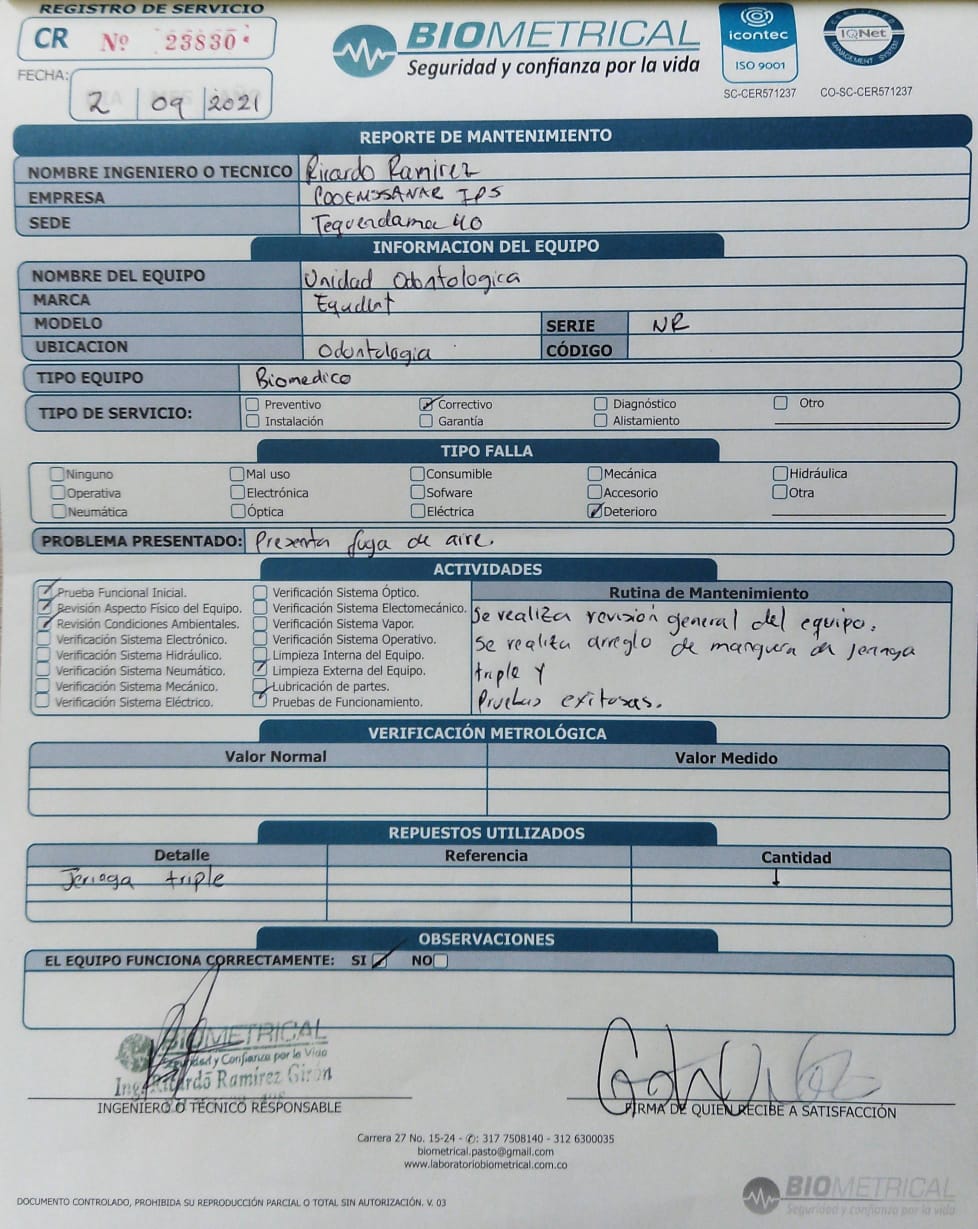 REGISTRO DE SERVICIO
CR Nº 23830
FECHA: 2 09 2021
BIOMETRICAL
Seguridad y confianza por la vida
icontec
ISO 9001
SC-CER571237
CERTIFIED
IQNet
MANAGEMENT SYSTEM
CO-SC-CER571237
REPORTE DE MANTENIMIENTO
NOMBRE INGENIERO O TECNICO Ricardo Ramirez
EMPRESA PROEMSSANAR IPS
SEDE Tequendama 40
INFORMACION DEL EQUIPO
NOMBRE DEL EQUIPO Unidad Odontologica
MARCA Equdent
MODELO SERIE NR
UBICACION Odontologia CÓDIGO
TIPO EQUIPO Biomedico
TIPO DE SERVICIO: Preventivo Correctivo Diagnóstico Otro
Instalación Garantía Alistamiento
TIPO FALLA
Ninguno Mal uso Consumible Mecánica Hidráulica
Operativa Electrónica Sofware Accesorio Otra
Neumática Óptica Eléctrica Deterioro
PROBLEMA PRESENTADO: Presenta fuga de aire.
ACTIVIDADES
Prueba Funcional Inicial.
Revisión Aspecto Físico del Equipo.
Revisión Condiciones Ambientales.
Verificación Sistema Electrónico.
Verificación Sistema Hidráulico.
Verificación Sistema Neumático.
Verificación Sistema Mecánico.
Verificación Sistema Eléctrico.
Verificación Sistema Óptico.
Verificación Sistema Electomecánico.
Verificación Sistema Vapor.
Verificación Sistema Operativo.
Limpieza Interna del Equipo.
Limpieza Externa del Equipo.
Lubricación de partes.
Pruebas de Funcionamiento.
Rutina de Mantenimiento
Se realiza revisión general del equipo.
Se realiza arreglo de manguera de jeringa
triple y
Pruebas exitosas.
VERIFICACIÓN METROLÓGICA
Valor Normal Valor Medido
REPUESTOS UTILIZADOS
Detalle Referencia Cantidad
Jeringa triple 1
OBSERVACIONES
EL EQUIPO FUNCIONA CORRECTAMENTE: SI NO
BIOMETRICAL
Seguridad y Confianza por la Vida
Ing. Ricardo Ramírez Girón
INGENIERO O TÉCNICO RESPONSABLE
FIRMA DE QUIEN RECIBE A SATISFACCIÓN
Carrera 27 No. 15-24 - ✆: 317 7508140 - 312 6300035
biometrical.pasto@gmail.com
www.laboratoriobiometrical.com.co
DOCUMENTO CONTROLADO, PROHIBIDA SU REPRODUCCIÓN PARCIAL O TOTAL SIN AUTORIZACIÓN. V. 03
BIOMETRICAL
Seguridad y confianza por la vida